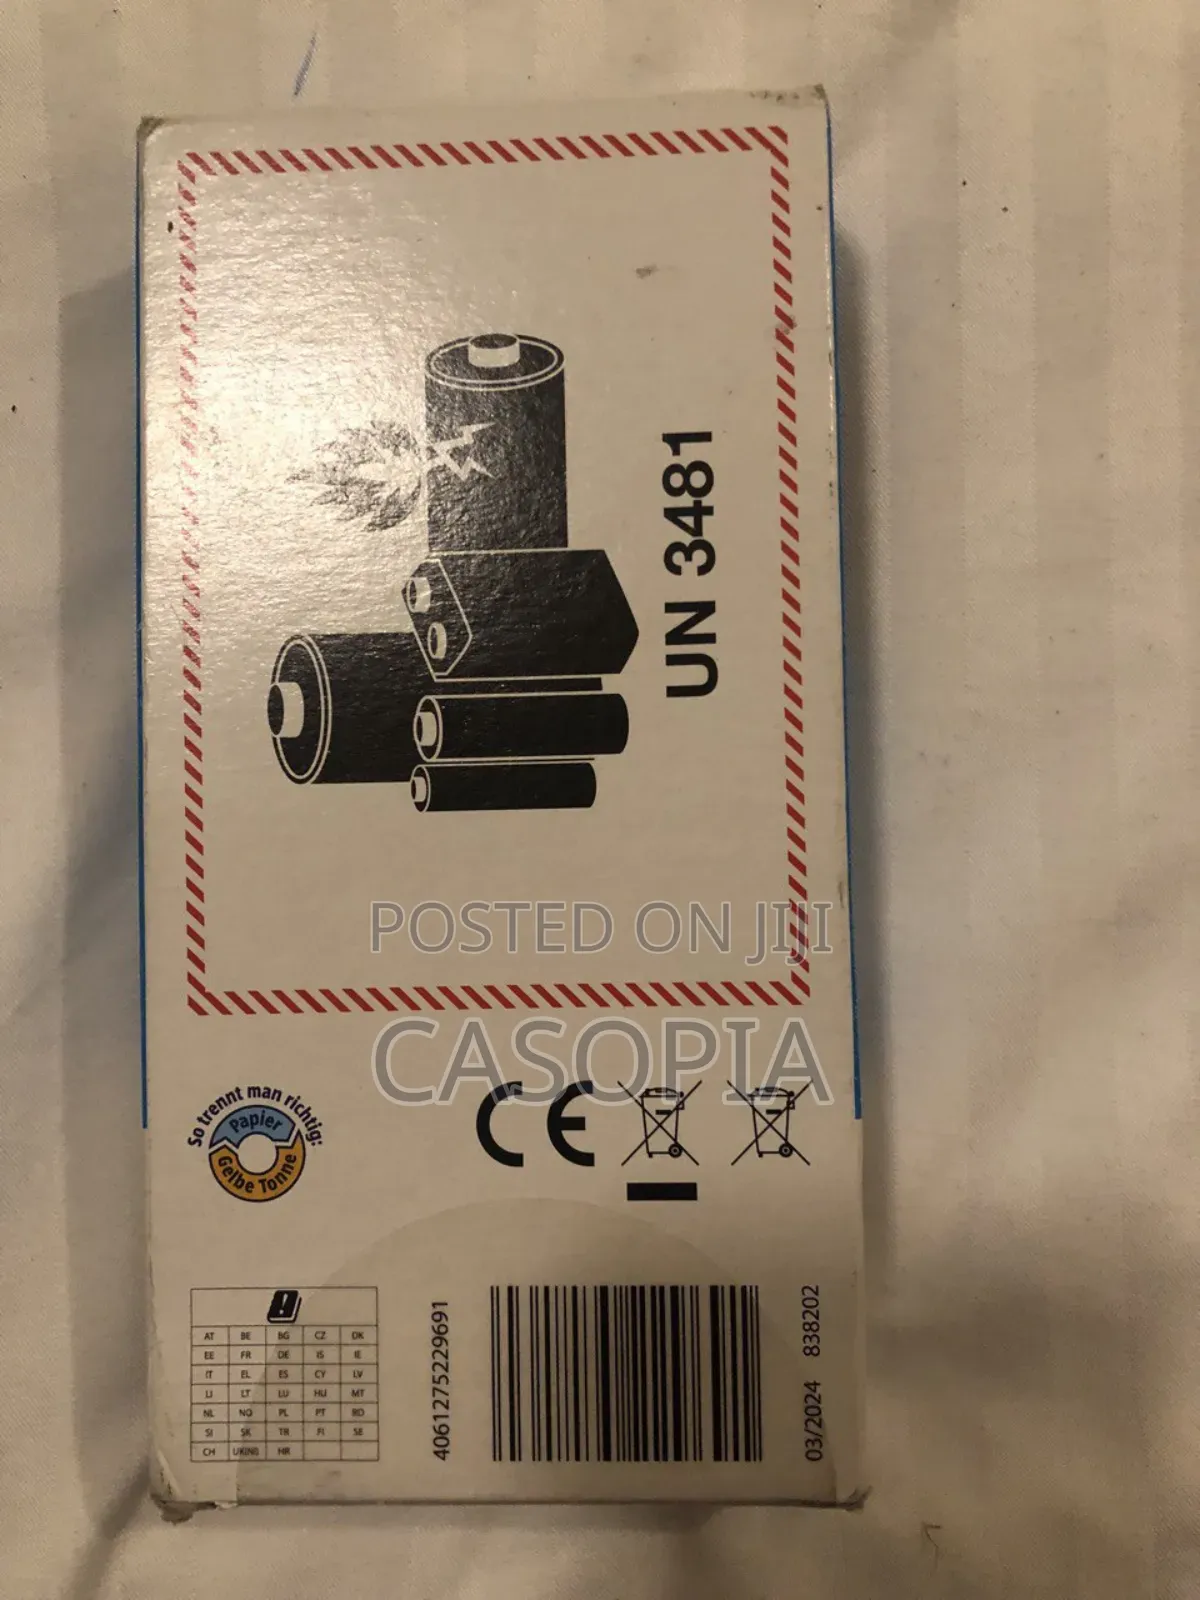 UN 3481
POSTED ON JIJI
CASOPIA
So trennt man richtig:
Papier
Gelbe Tonne
CE
AT BE BG CZ DK
EE FR DE IS IE
IT EL ES CY LV
LI LT LU HU MT
NL NO PL PT RO
SI SK TR FI SE
CH UK(NI) HR
4061275229691
03/2024 838202